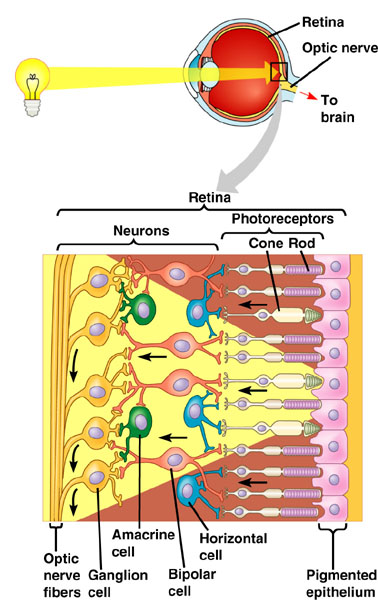 Retina
Optic nerve
To
brain
Retina
Photoreceptors
Neurons
Cone Rod
Amacrine
cell
Horizontal
cell
Optic
nerve
fibers
Ganglion
cell
Bipolar
cell
Pigmented
epithelium